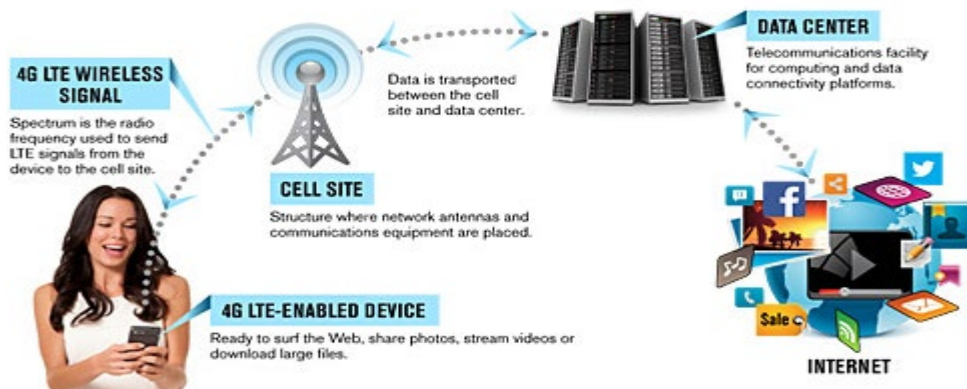 4G LTE WIRELESS
SIGNAL
Spectrum is the radio
frequency used to send
LTE signals from the
device to the cell site.
Data is transported
between the cell
site and data center.
DATA CENTER
Telecommunications facility
for computing and data
connectivity platforms.
CELL SITE
Structure where network antennas and
communications equipment are placed.
4G LTE-ENABLED DEVICE
Ready to surf the Web, share photos, stream videos or
download large files.
f
Sale
INTERNET